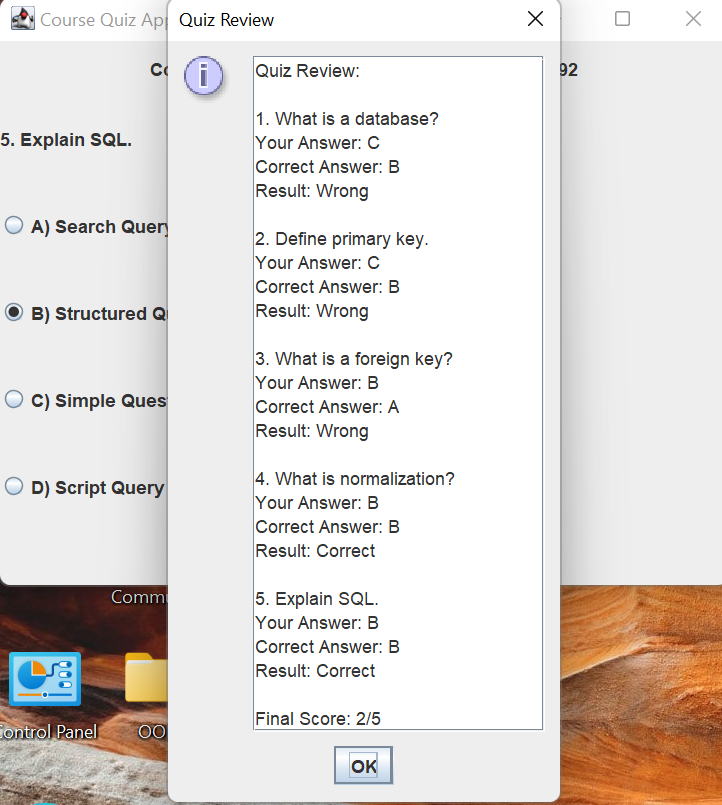 Course Quiz App
Quiz Review
Co
92
5. Explain SQL.
A) Search Query
B) Structured Q
C) Simple Ques
D) Script Query
Quiz Review:
1. What is a database?
Your Answer: C
Correct Answer: B
Result: Wrong
2. Define primary key.
Your Answer: C
Correct Answer: B
Result: Wrong
3. What is a foreign key?
Your Answer: B
Correct Answer: A
Result: Wrong
4. What is normalization?
Your Answer: B
Correct Answer: B
Result: Correct
5. Explain SQL.
Your Answer: B
Correct Answer: B
Result: Correct
Final Score: 2/5
OK
Commu
ontrol Panel
OO